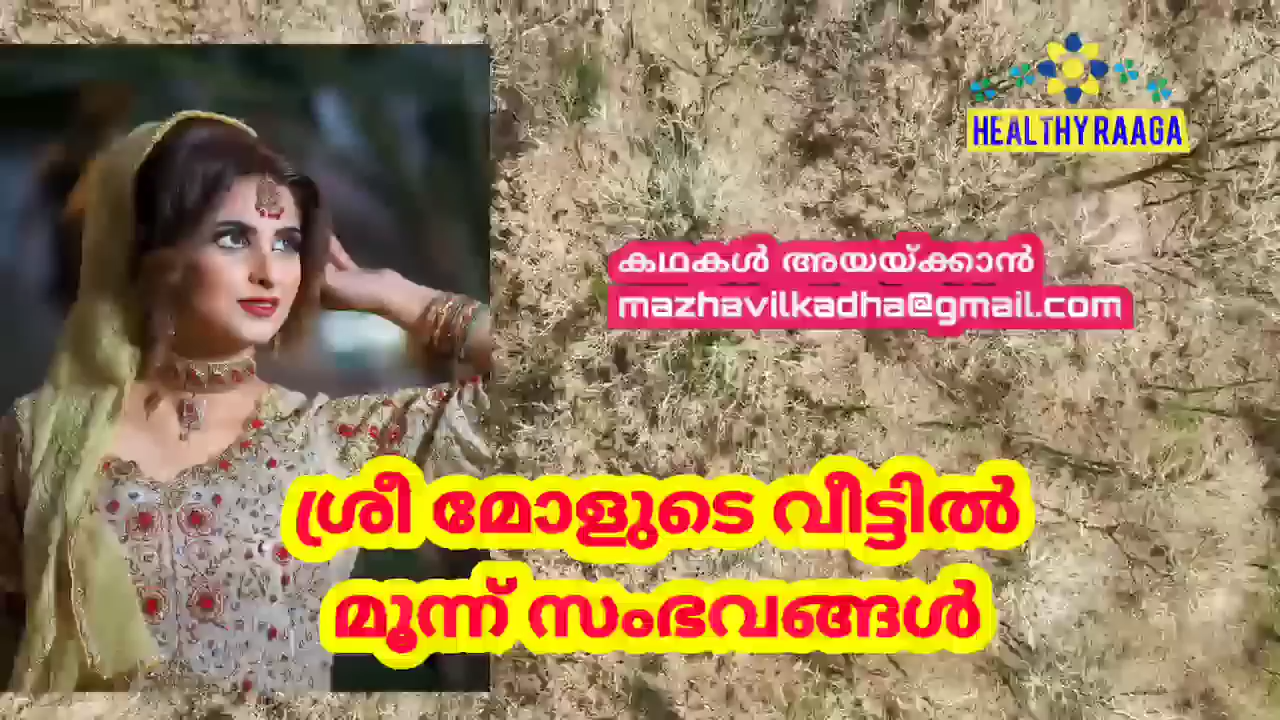 HEALTHY RAAGA
കഥകൾ അയയ്ക്കാൻ
mazhavilkadha@gmail.com
ശ്രീ മോളുടെ വീട്ടിൽ
മൂന്ന് സംഭവങ്ങൾ